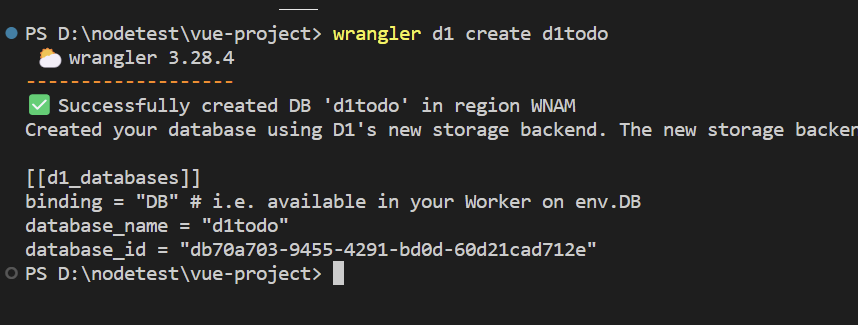 PS D:\nodetest\vue-project> wrangler d1 create d1todo
⛅ wrangler 3.28.4
-------------------
✅ Successfully created DB 'd1todo' in region WNAM
Created your database using D1's new storage backend. The new storage

[[d1_databases]]
binding = "DB" # i.e. available in your Worker on env.DB
database_name = "d1todo"
database_id = "db70a703-9455-4291-bd0d-60d21cad712e"
PS D:\nodetest\vue-project>